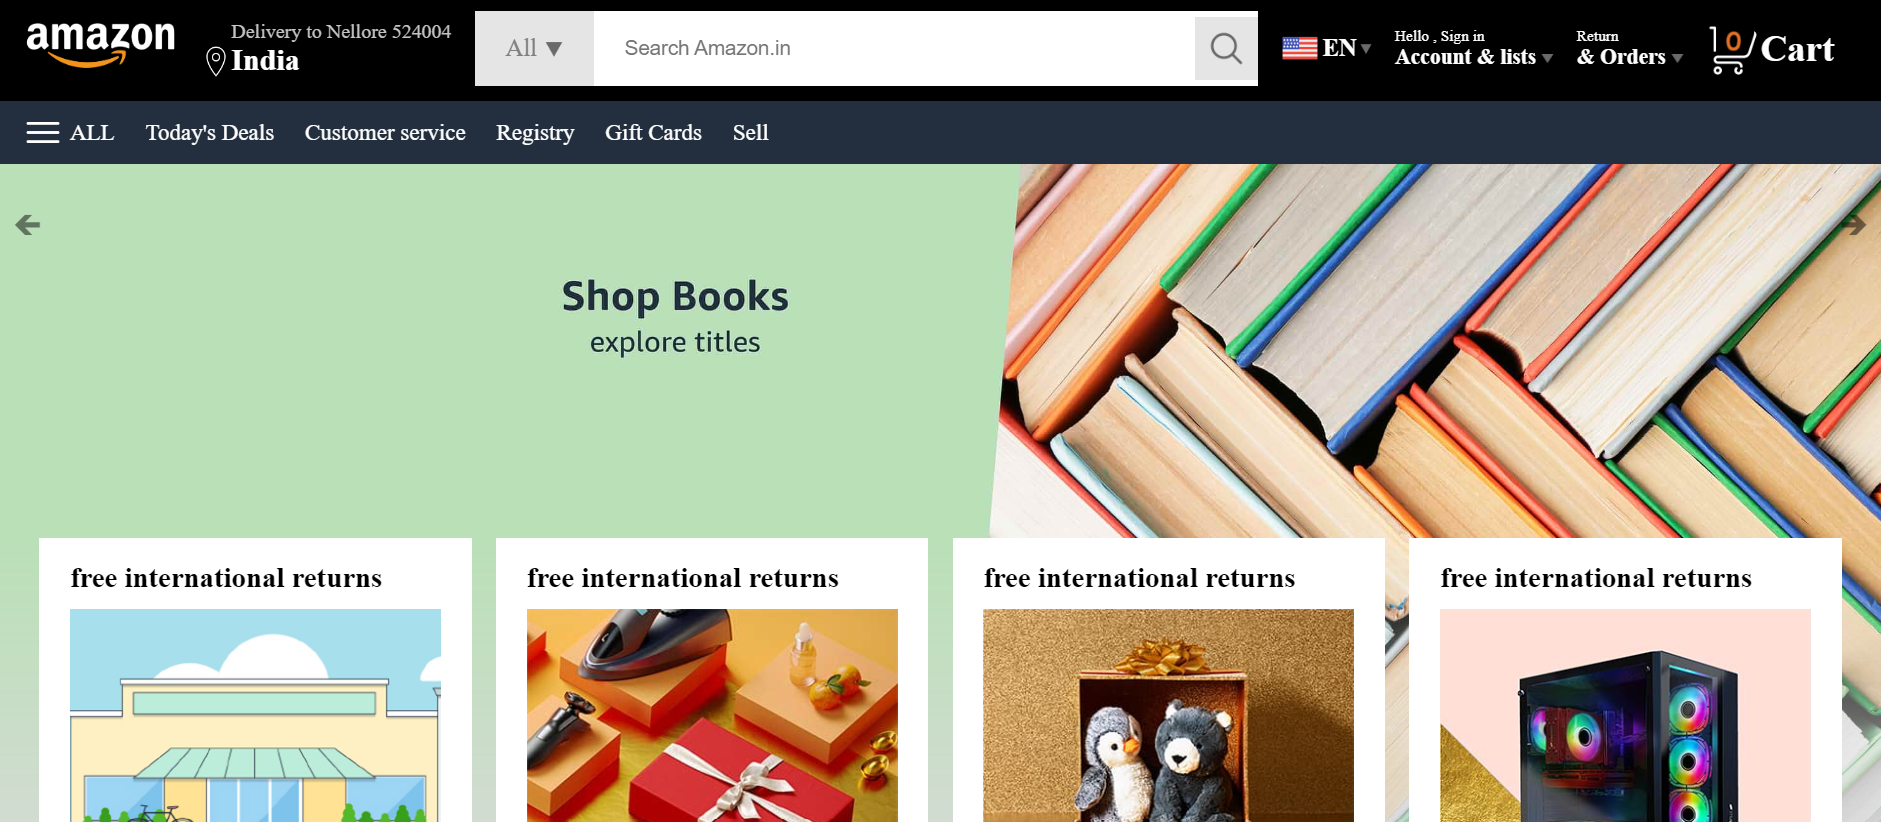 amazon
Delivery to Nellore 524004
India
All ▼
Search Amazon.in
EN ▼
Hello , Sign in
Account & lists ▼
Return
& Orders ▼
0
Cart
ALL
Today's Deals
Customer service
Registry
Gift Cards
Sell
Shop Books
explore titles
free international returns
free international returns
free international returns
free international returns